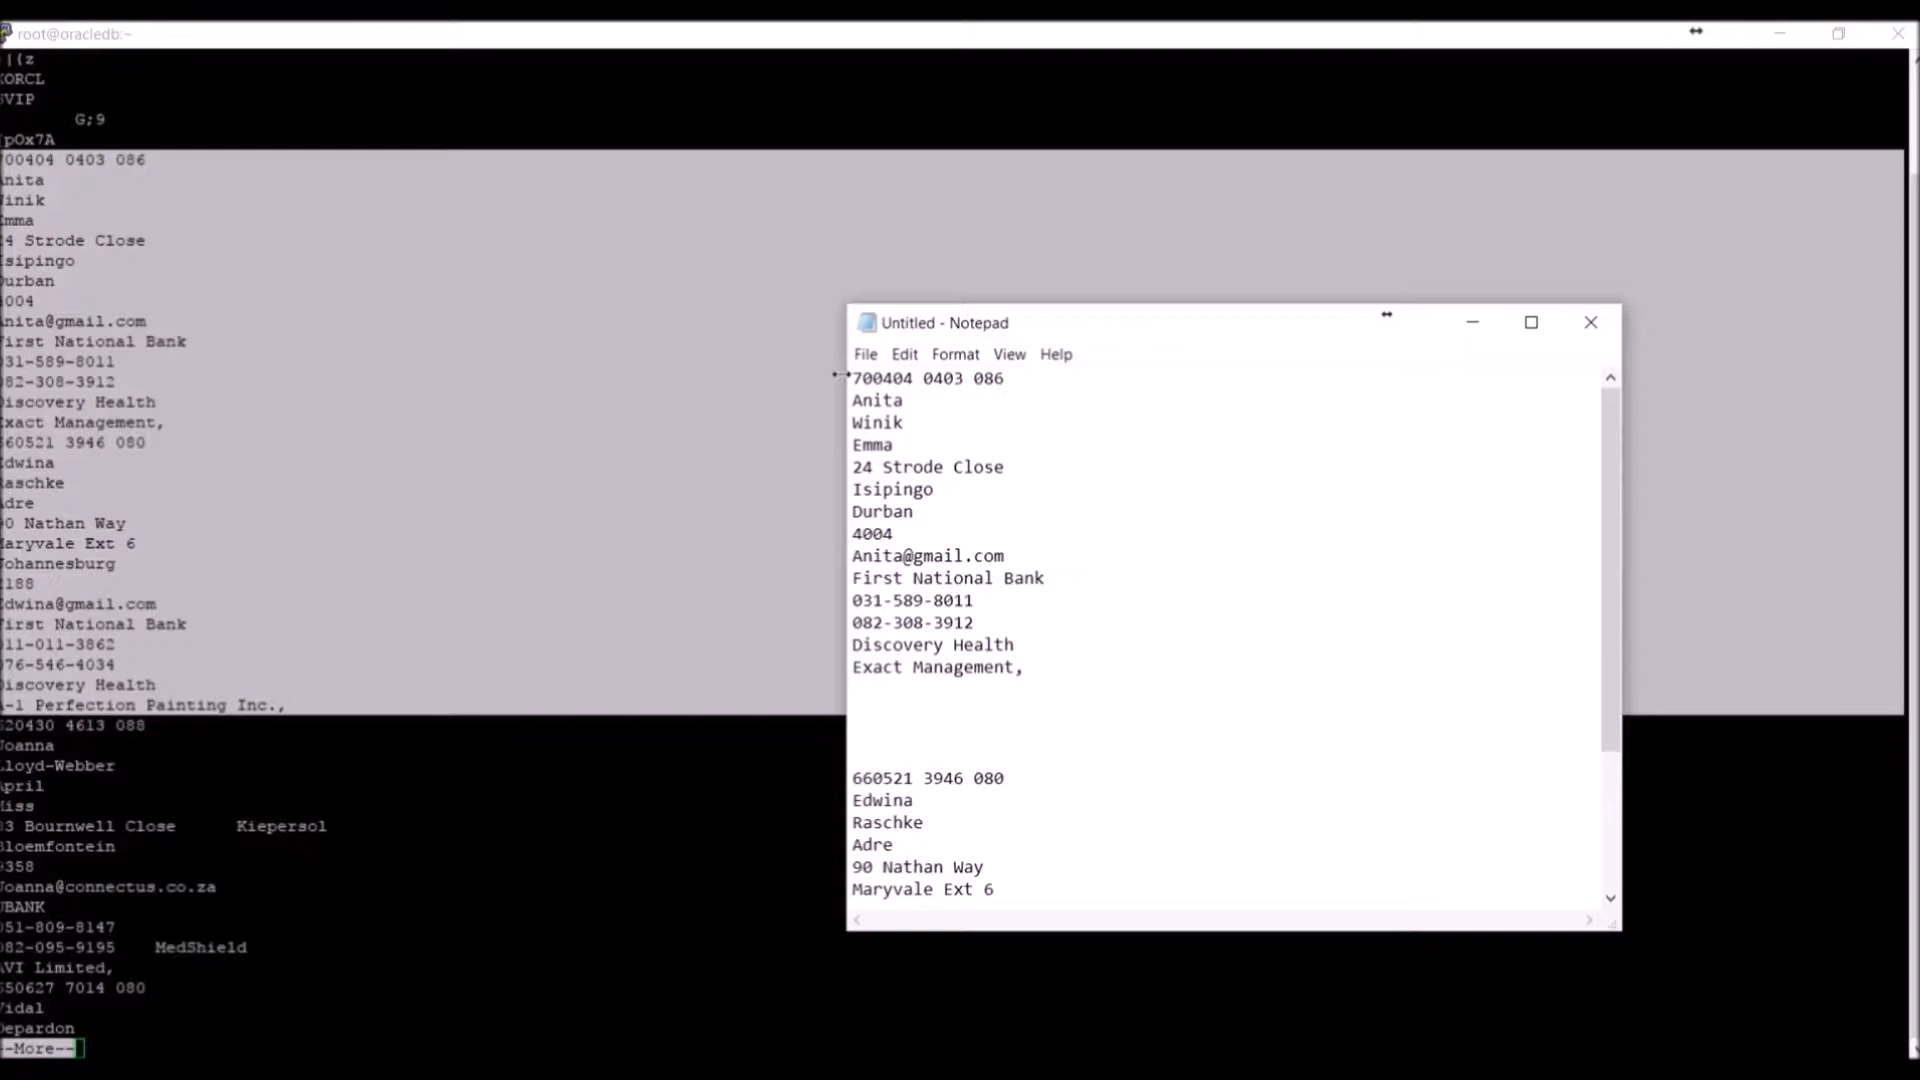 root@oracledb:~
|(z
ORCL
VIP
G;9
pOx7A
00404 0403 086
nita
inik
mma
4 Strode Close
sipingo
urban
004
nita@gmail.com
irst National Bank
31-589-8011
82-308-3912
iscovery Health
xact Management,
60521 3946 080
dwina
aschke
dre
0 Nathan Way
aryvale Ext 6
ohannesburg
188
dwina@gmail.com
irst National Bank
11-011-3862
76-546-4034
iscovery Health
-1 Perfection Painting Inc.,
20430 4613 088
oanna
loyd-Webber
pril
iss
3 Bournwell Close Kiepersol
loemfontein
358
oanna@connectus.co.za
BANK
51-809-8147
82-095-9195 MedShield
VI Limited,
50627 7014 080
idal
epardon
-More--
Untitled - Notepad
File Edit Format View Help
700404 0403 086
Anita
Winik
Emma
24 Strode Close
Isipingo
Durban
4004
Anita@gmail.com
First National Bank
031-589-8011
082-308-3912
Discovery Health
Exact Management,
660521 3946 080
Edwina
Raschke
Adre
90 Nathan Way
Maryvale Ext 6